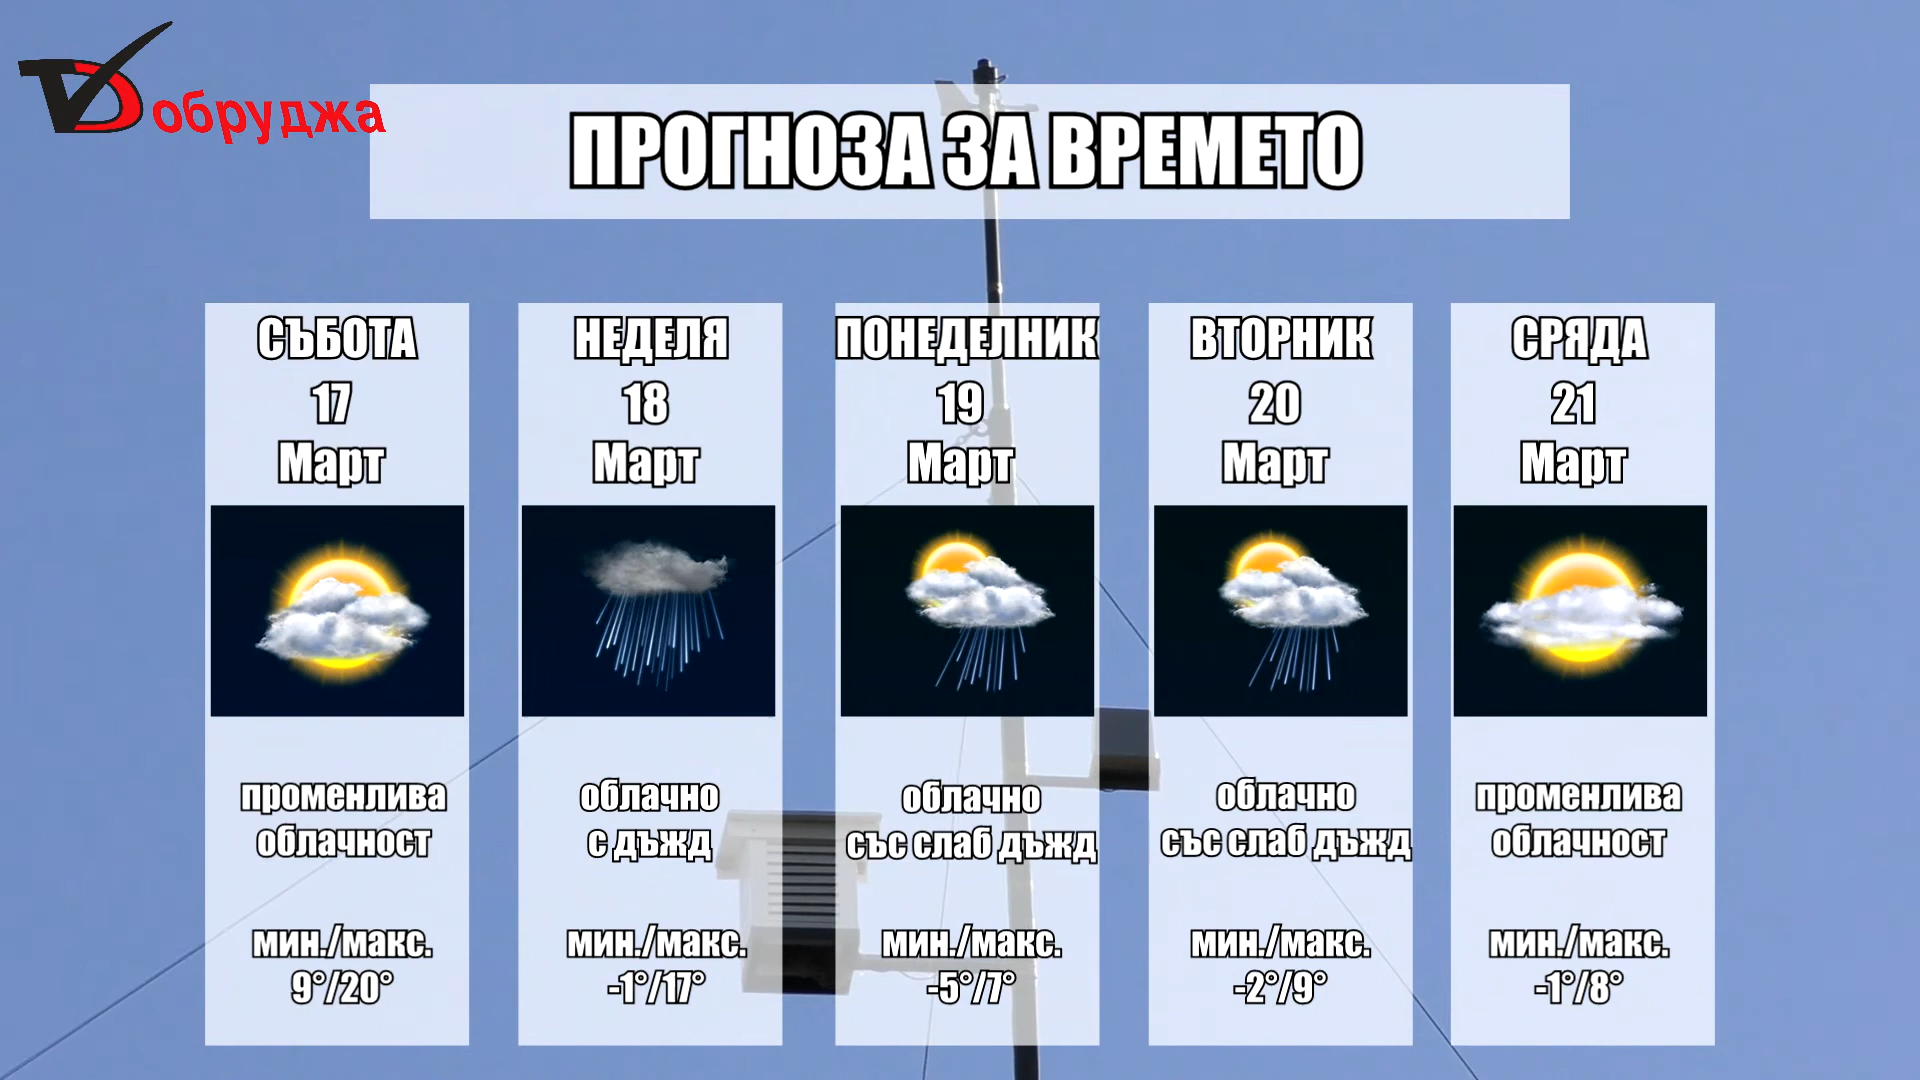 Добруджа
ПРОГНОЗА ЗА ВРЕМЕТО
СЪБОТА
17
Март
променлива
облачност
мин./макс.
9°/20°
НЕДЕЛЯ
18
Март
облачно
с дъжд
мин./макс.
-1°/17°
ПОНЕДЕЛНИК
19
Март
облачно
със слаб дъжд
мин./макс.
-5°/7°
ВТОРНИК
20
Март
облачно
със слаб дъжд
мин./макс.
-2°/9°
СРЯДА
21
Март
променлива
облачност
мин./макс.
-1°/8°